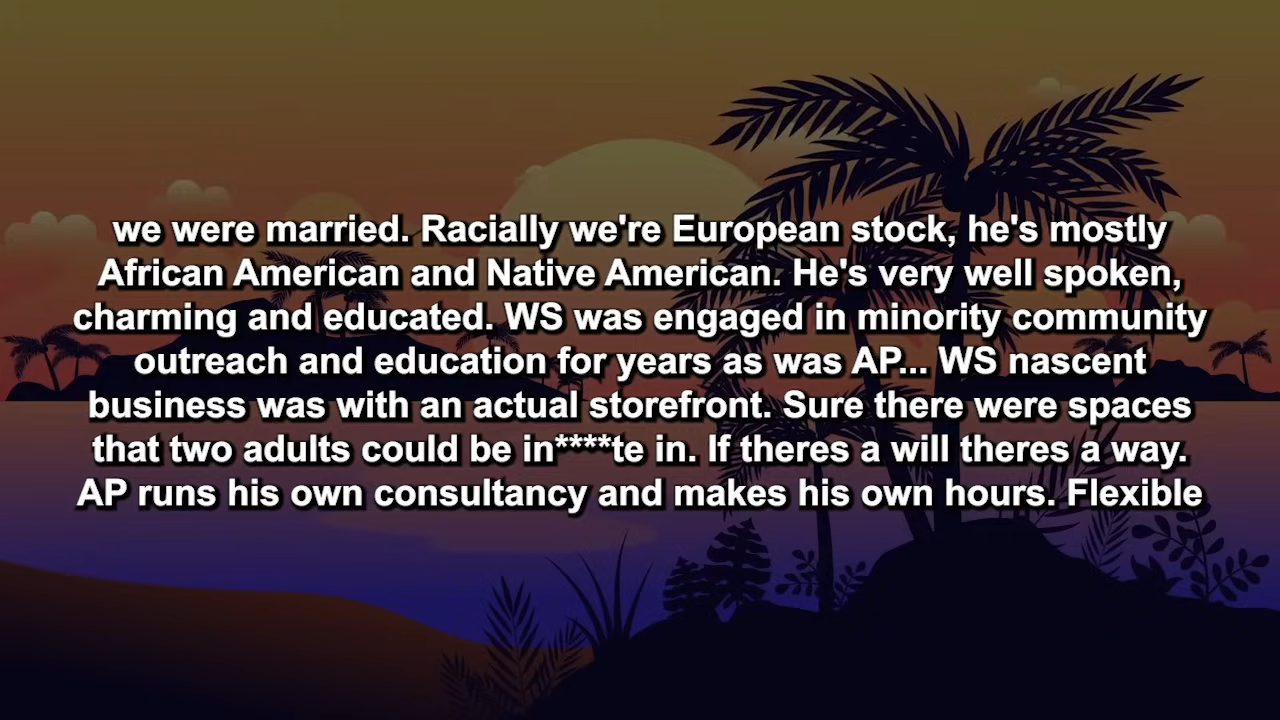 we were married. Racially we're European stock, he's mostly
African American and Native American. He's very well spoken,
charming and educated. WS was engaged in minority community
outreach and education for years as was AP... WS nascent
business was with an actual storefront. Sure there were spaces
that two adults could be in****te in. If theres a will theres a way.
AP runs his own consultancy and makes his own hours. Flexible